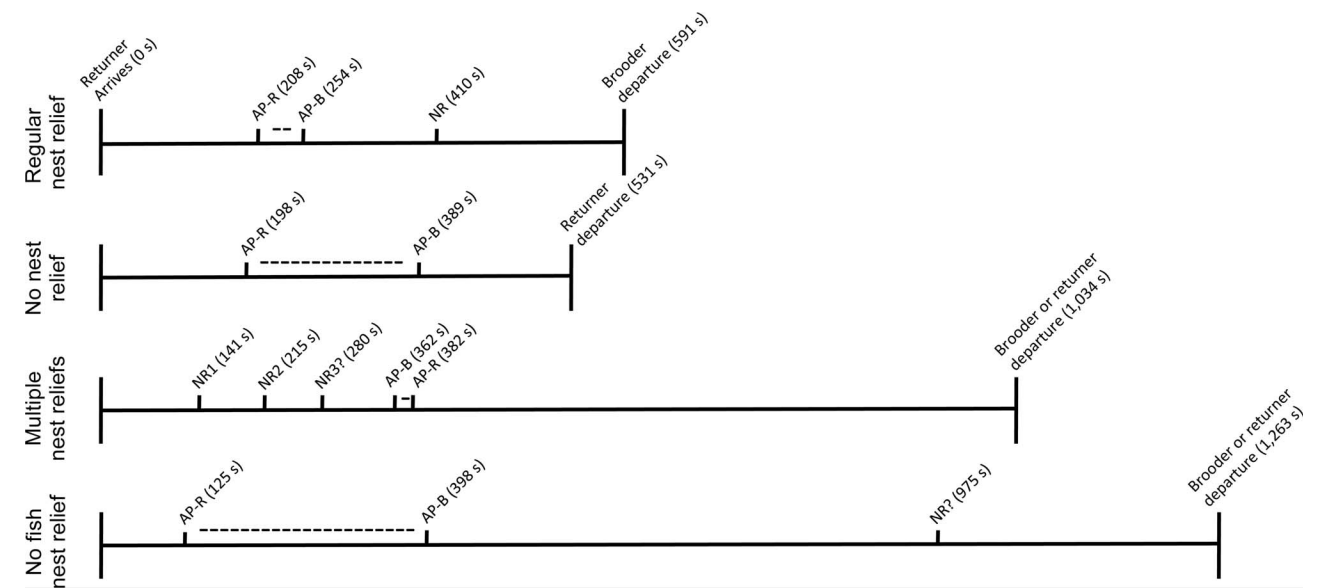 Returner
Arrives (0 s)
AP-R (208 s)
AP-B (254 s)
NR (410 s)
Brooder
departure (591 s)
Regular
nest relief
AP-R (198 s)
AP-B (389 s)
Returner
departure (531 s)
No nest
relief
NR1 (141 s)
NR2 (215 s)
NR3? (280 s)
AP-B (362 s)
AP-R (382 s)
Brooder or returner
departure (1,034 s)
Multiple
nest reliefs
AP-R (125 s)
AP-B (398 s)
NR? (975 s)
Brooder or returner
departure (1,263 s)
No fish
nest relief